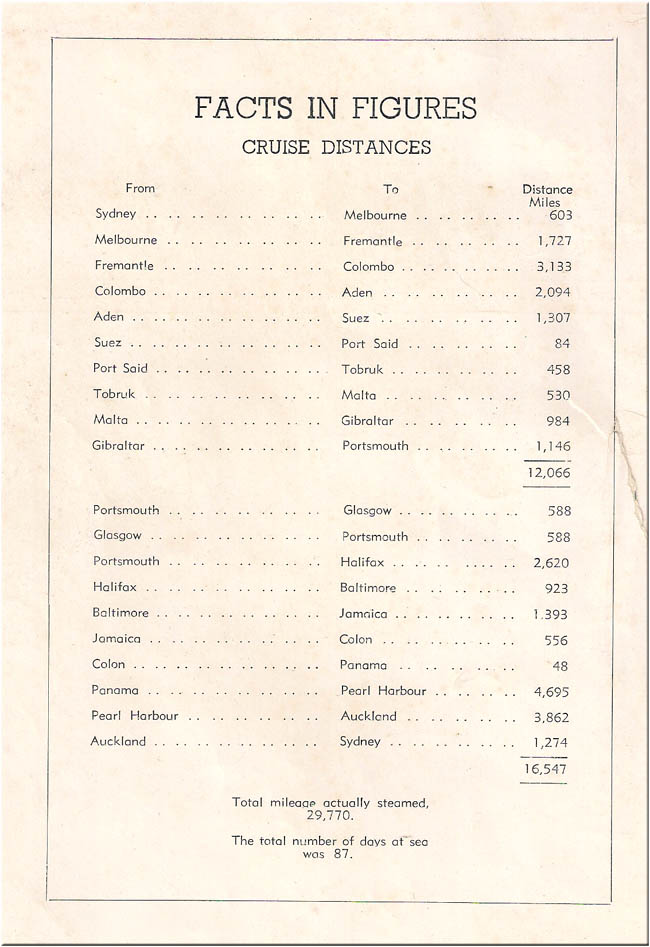 FACTS IN FIGURES
CRUISE DISTANCES
From To Distance
Miles
Sydney .. .. .. .. .. .. .. .. Melbourne .. .. .. .. .. 603
Melbourne .. .. .. .. .. .. .. Fremantle .. .. .. .. .. 1,727
Fremantle .. .. .. .. .. .. .. Colombo .. .. .. .. .. 3,133
Colombo .. .. .. .. .. .. .. Aden .. .. .. .. .. 2,094
Aden .. .. .. .. .. .. .. .. Suez .. .. .. .. .. 1,307
Suez .. .. .. .. .. .. .. .. Port Said .. .. .. .. .. 84
Port Said .. .. .. .. .. .. .. Tobruk .. .. .. .. .. 458
Tobruk .. .. .. .. .. .. .. Malta .. .. .. .. .. 530
Malta .. .. .. .. .. .. .. .. Gibraltar .. .. .. .. .. 984
Gibraltar .. .. .. .. .. .. .. Portsmouth .. .. .. .. .. 1,146
12,066
Portsmouth .. .. .. .. .. .. .. Glasgow .. .. .. .. .. 588
Glasgow .. .. .. .. .. .. .. Portsmouth .. .. .. .. .. 588
Portsmouth .. .. .. .. .. .. .. Halifax .. .. .. .. .. 2,620
Halifax .. .. .. .. .. .. .. Baltimore .. .. .. .. .. 923
Baltimore .. .. .. .. .. .. .. Jamaica .. .. .. .. .. 1.393
Jamaica .. .. .. .. .. .. .. Colon .. .. .. .. .. 556
Colon .. .. .. .. .. .. .. .. Panama .. .. .. .. .. 48
Panama .. .. .. .. .. .. .. Pearl Harbour .. .. .. .. 4,695
Pearl Harbour .. .. .. .. .. .. Auckland .. .. .. .. .. 3,862
Auckland .. .. .. .. .. .. .. Sydney .. .. .. .. .. 1,274
16,547
Total mileage actually steamed,
29,770.
The total number of days at sea
was 87.